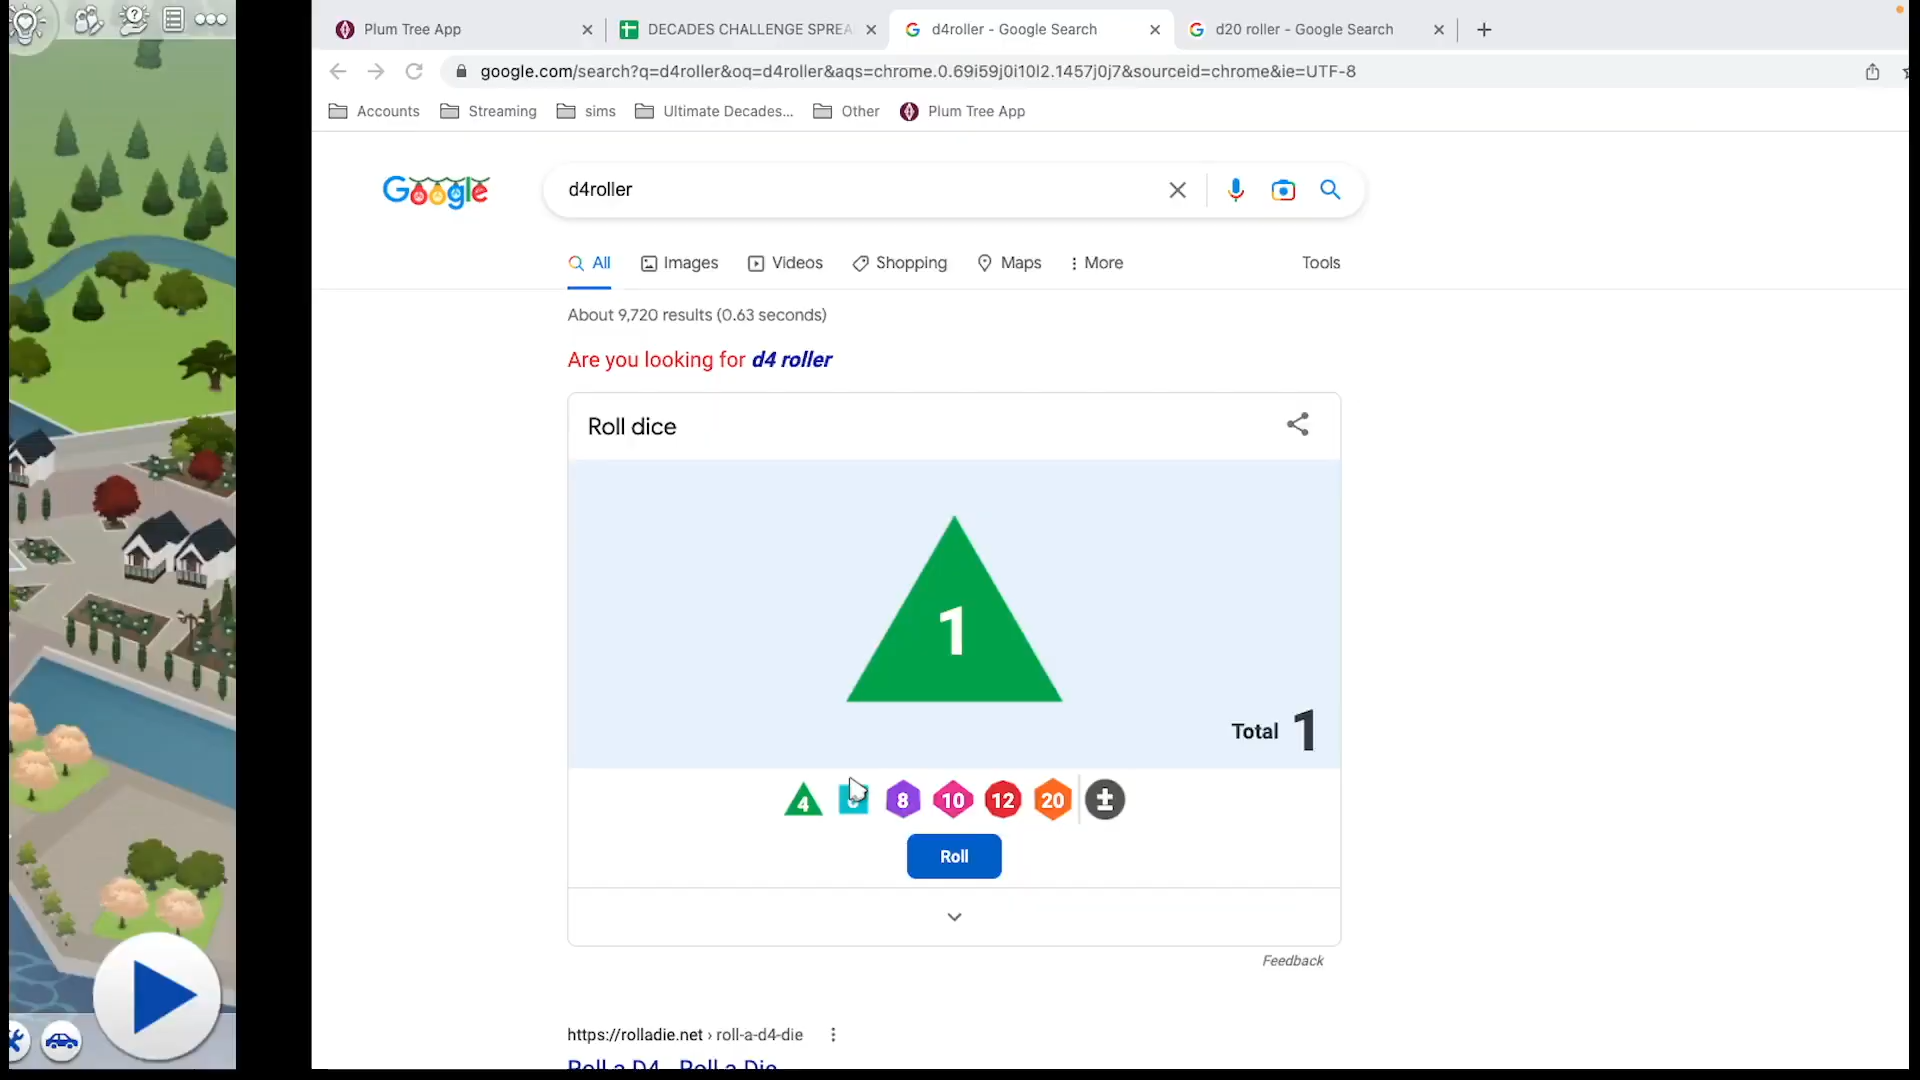 Plum Tree App
DECADES CHALLENGE SPREA
d4roller - Google Search
d20 roller - Google Search
google.com/search?q=d4roller&oq=d4roller&aqs=chrome.0.69i59j0i10l2.1457j0j7&sourceid=chrome&ie=UTF-8
Accounts
Streaming
sims
Ultimate Decades...
Other
Plum Tree App
Google
d4roller
All
Images
Videos
Shopping
Maps
More
Tools
About 9,720 results (0.63 seconds)
Are you looking for d4 roller
Roll dice
1
Total 1
4
8
10
12
20
±
Roll
Feedback
https://rolladie.net › roll-a-d4-die
Roll a D4 - Roll a Die